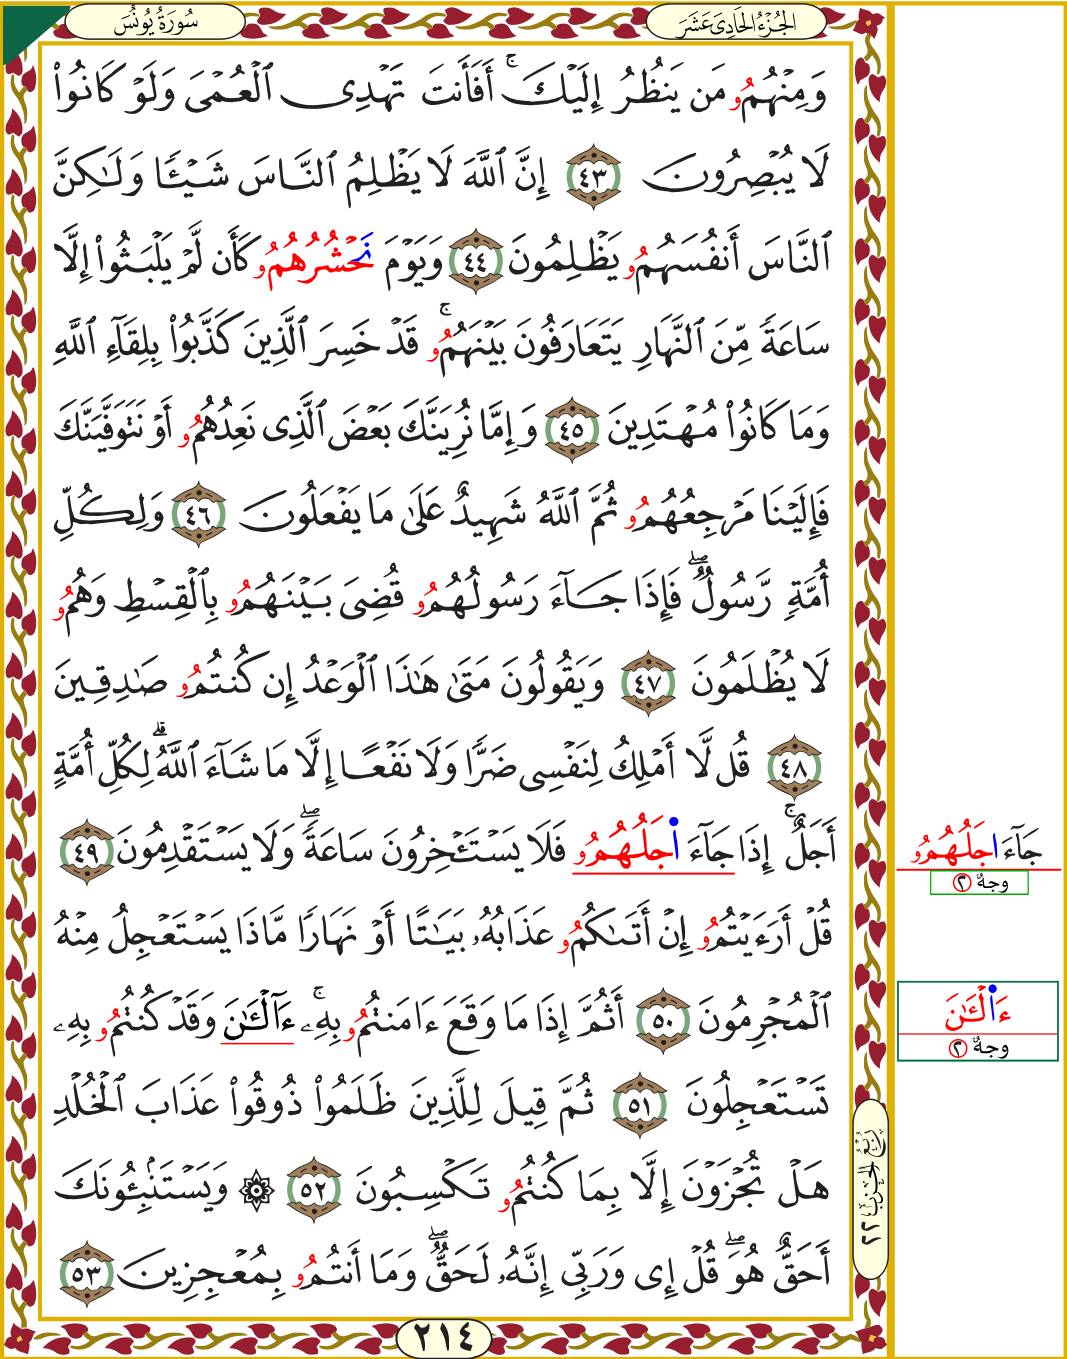 الجُزْءُ الحَادِىَ عَشَرَ
سُورَةُ يُونُسَ
وَمِنْهُمُو مَن يَنظُرُ إِلَيْكَ ۚ أَفَأَنتَ تَهْدِى ٱلْعُمْىَ وَلَوْ كَانُوا۟
لَا يُبْصِرُونَ ٤٣ إِنَّ ٱللَّهَ لَا يَظْلِمُ ٱلنَّاسَ شَيْـًٔا وَلَـٰكِنَّ
ٱلنَّاسَ أَنفُسَهُمُو يَظْلِمُونَ ٤٤ وَيَوْمَ نَحْشُرُهُمُو كَأَن لَّمْ يَلْبَثُوٓا۟ إِلَّا
سَاعَةً مِّنَ ٱلنَّهَارِ يَتَعَارَفُونَ بَيْنَهُمُو ۚ قَدْ خَسِرَ ٱلَّذِينَ كَذَّبُوا۟ بِلِقَآءِ ٱللَّهِ
وَمَا كَانُوا۟ مُهْتَدِينَ ٤٥ وَإِمَّا نُرِيَنَّكَ بَعْضَ ٱلَّذِى نَعِدُهُمُو أَوْ نَتَوَفَّيَنَّكَ
فَإِلَيْنَا مَرْجِعُهُمُو ثُمَّ ٱللَّهُ شَهِيدٌ عَلَىٰ مَا يَفْعَلُونَ ٤٦ وَلِكُلِّ
أُمَّةٍ رَّسُولٌ ۖ فَإِذَا جَآءَ رَسُولُهُمُو قُضِىَ بَيْنَهُمُو بِٱلْقِسْطِ وَهُمُو
لَا يُظْلَمُونَ ٤٧ وَيَقُولُونَ مَتَىٰ هَـٰذَا ٱلْوَعْدُ إِن كُنتُمُو صَـٰدِقِينَ
٤٨ قُل لَّا أَمْلِكُ لِنَفْسِى ضَرًّا وَلَا نَفْعًا إِلَّا مَا شَآءَ ٱللَّهُ ۗ لِكُلِّ أُمَّةٍ
أَجَلٌ ۚ إِذَا جَآءَ ا۬جَلُهُمُو فَلَا يَسْتَـْٔخِرُونَ سَاعَةً ۖ وَلَا يَسْتَقْدِمُونَ ٤٩
قُلْ أَرَءَيْتُمُو إِنْ أَتَىٰكُمُو عَذَابُهُۥ بَيَـٰتًا أَوْ نَهَارًا مَّاذَا يَسْتَعْجِلُ مِنْهُ
ٱلْمُجْرِمُونَ ٥٠ أَثُمَّ إِذَا مَا وَقَعَ ءَامَنتُمُو بِهِۦ ۚ ءَآلْـَٔـٰنَ وَقَدْ كُنتُمُو بِهِۦ
تَسْتَعْجِلُونَ ٥١ ثُمَّ قِيلَ لِلَّذِينَ ظَلَمُوا۟ ذُوقُوا۟ عَذَابَ ٱلْخُلْدِ
هَلْ تُجْزَوْنَ إِلَّا بِمَا كُنتُمُو تَكْسِبُونَ ٥٢ ۞ وَيَسْتَنۢبِـُٔونَكَ
أَحَقٌّ هُوَ ۖ قُلْ إِى وَرَبِّى إِنَّهُۥ لَحَقٌّ ۖ وَمَا أَنتُمُو بِمُعْجِزِينَ ٥٣
٢١٤
جَآءَ اجَلُهُمُو
وجهٌ ٢
ءَا۬لْـَٔـٰنَ
وجهٌ ٢
رُبْعُ الحِزْبِ ٢٢